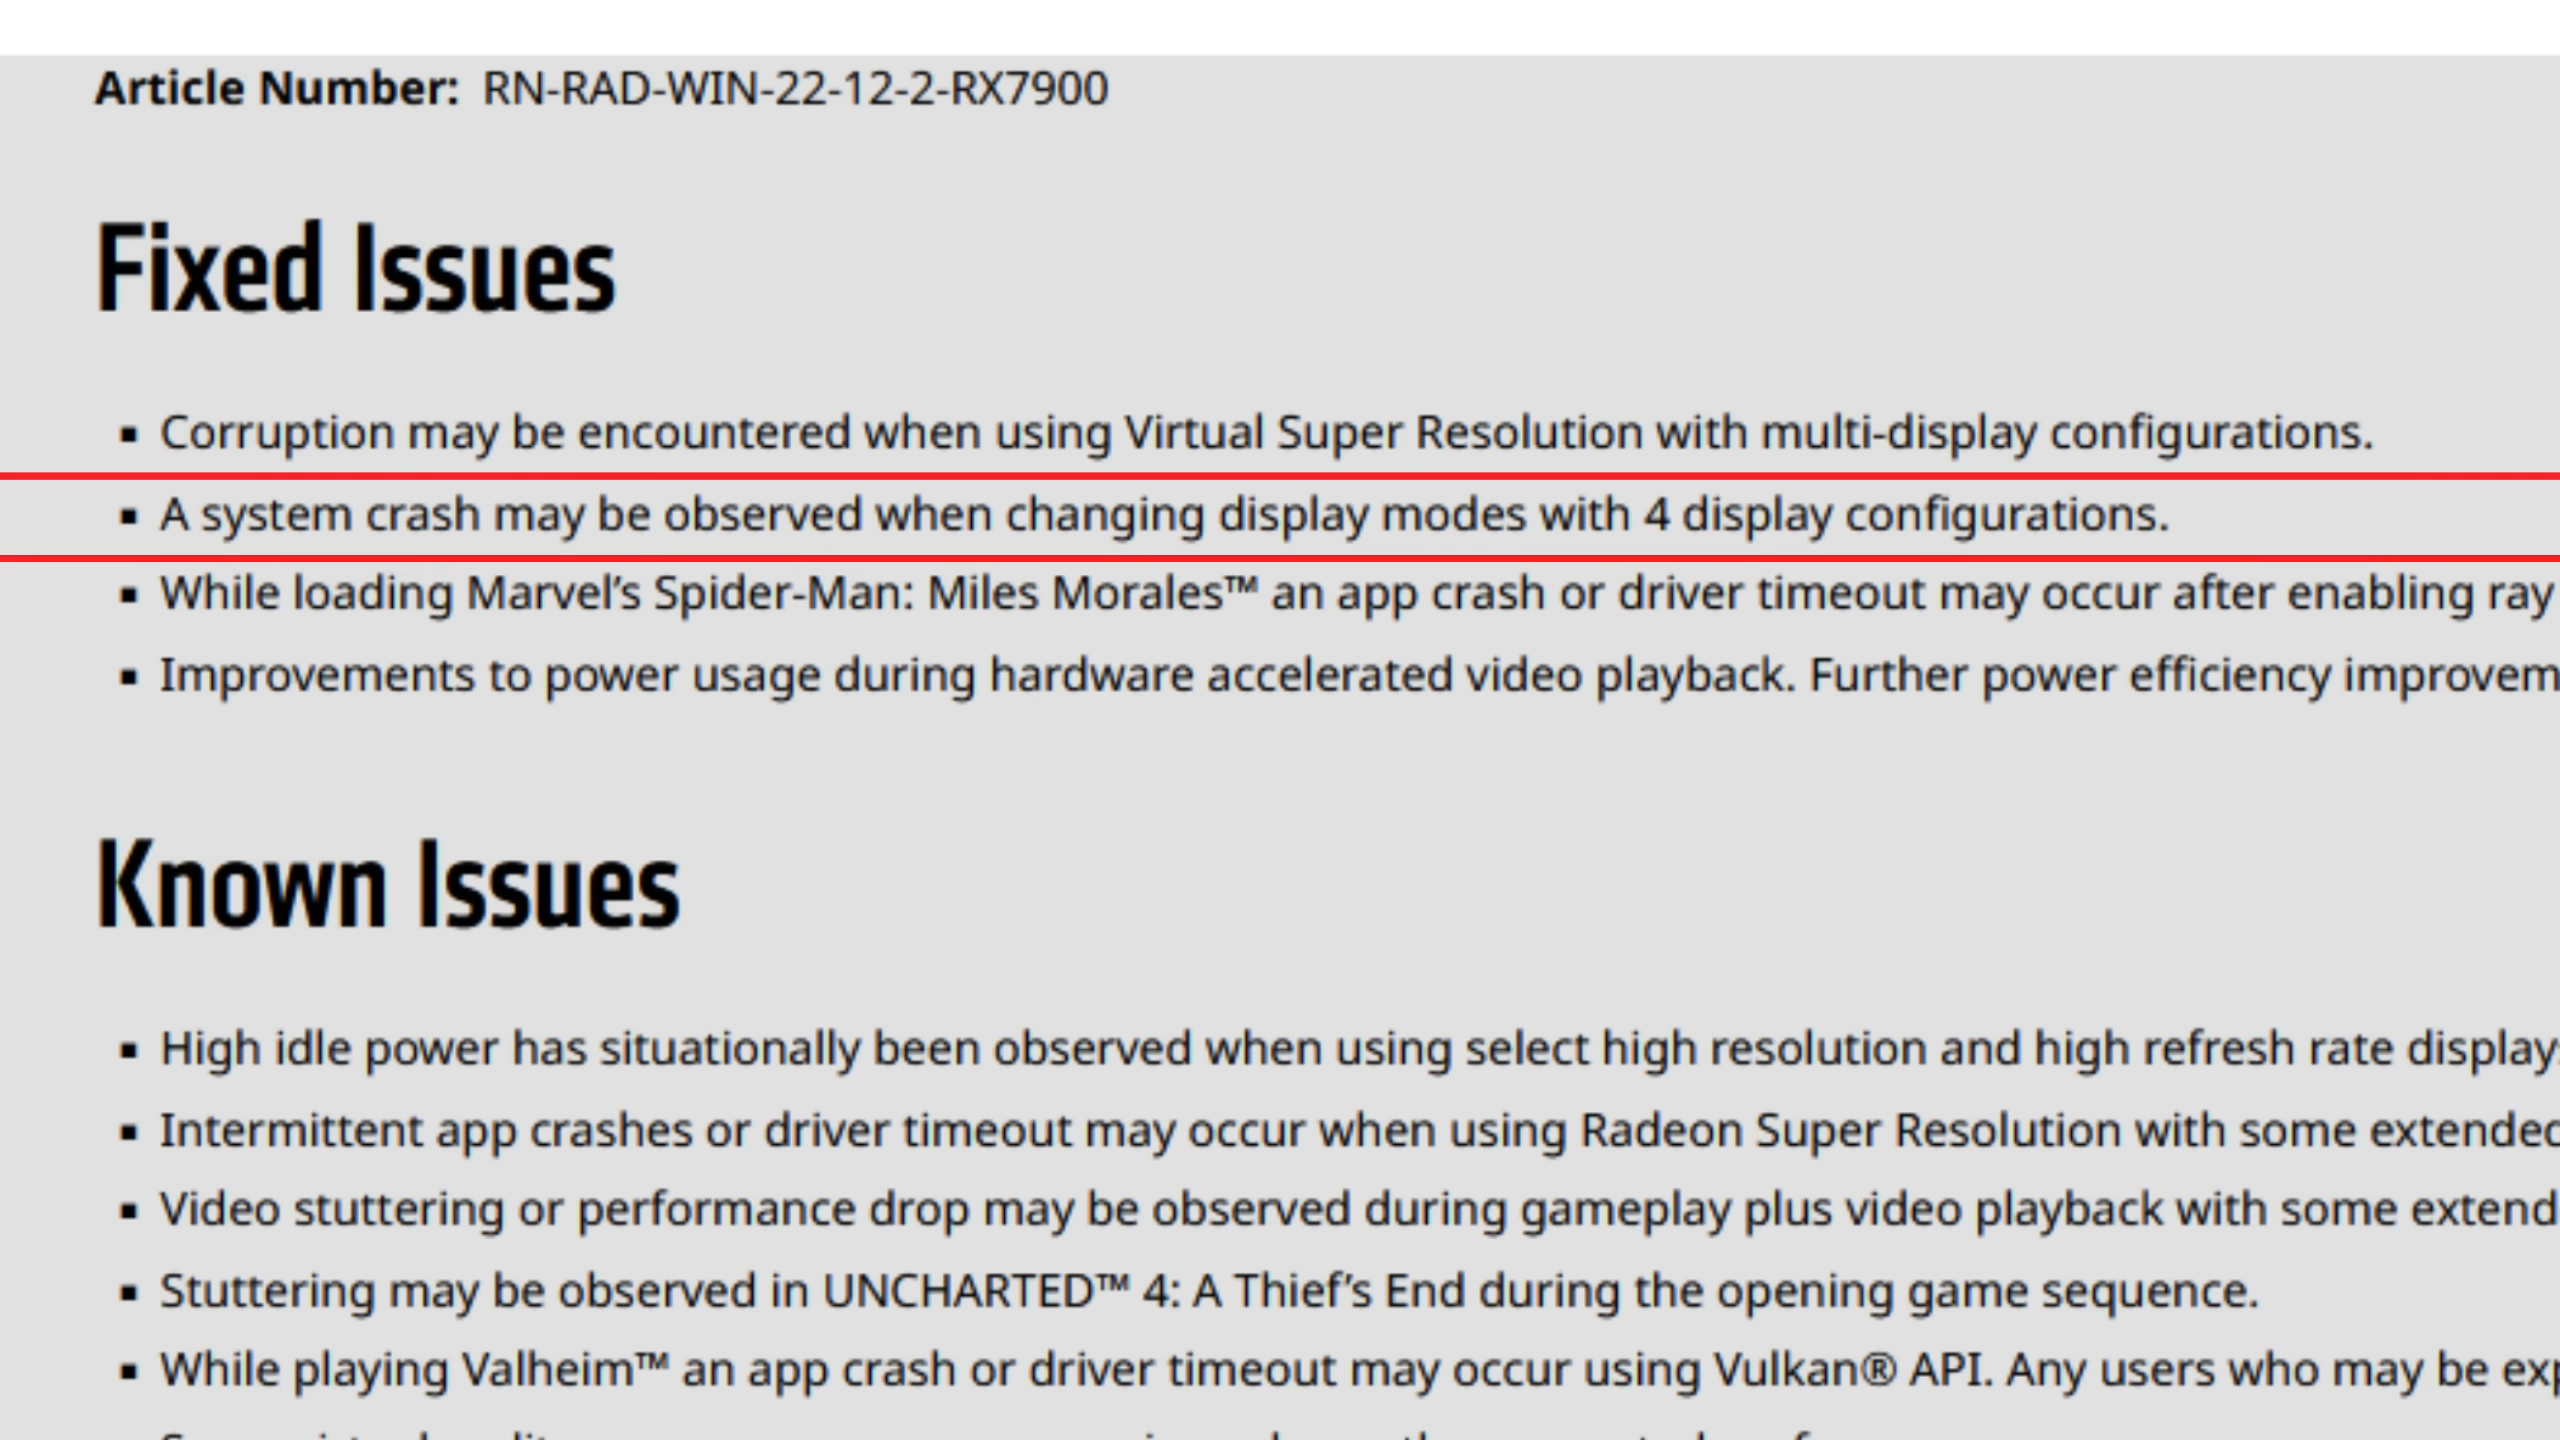 Article Number: RN-RAD-WIN-22-12-2-RX7900
Fixed Issues
▪ Corruption may be encountered when using Virtual Super Resolution with multi-display configurations.
▪ A system crash may be observed when changing display modes with 4 display configurations.
▪ While loading Marvel’s Spider-Man: Miles Morales™ an app crash or driver timeout may occur after enabling ray
▪ Improvements to power usage during hardware accelerated video playback. Further power efficiency improvem
Known Issues
▪ High idle power has situationally been observed when using select high resolution and high refresh rate display
▪ Intermittent app crashes or driver timeout may occur when using Radeon Super Resolution with some extended
▪ Video stuttering or performance drop may be observed during gameplay plus video playback with some extend
▪ Stuttering may be observed in UNCHARTED™ 4: A Thief’s End during the opening game sequence.
▪ While playing Valheim™ an app crash or driver timeout may occur using Vulkan® API. Any users who may be exp